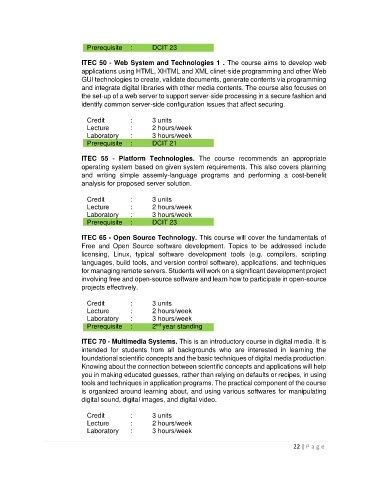 Prerequisite : DCIT 23
ITEC 50 - Web System and Technologies 1 . The course aims to develop web
applications using HTML, XHTML and XML clinet-side programming and other Web
GUI technologies to create, validate documents, generate contents via programming
and integrate digital libraries with other media contents. The course also focuses on
the set-up of a web server to support server-side processing in a secure fashion and
identify common server-side configuration issues that affect securing.
Credit : 3 units
Lecture : 2 hours/week
Laboratory : 3 hours/week
Prerequisite : DCIT 21
ITEC 55 - Platform Technologies. The course recommends an appropriate
operating system based on given system requirements. This also covers planning
and writing simple assemly-language programs and performing a cost-benefit
analysis for proposed server solution.
Credit : 3 units
Lecture : 2 hours/week
Laboratory : 3 hours/week
Prerequisite : DCIT 23
ITEC 65 - Open Source Technology. This course will cover the fundamentals of
Free and Open Source software development. Topics to be addressed include
licensing, Linux, typical software development tools (e.g. compilers, scripting
languages, build tools, and version control software), applications, and techniques
for managing remote servers. Students will work on a significant development project
involving free and open-source software and learn how to participate in open-source
projects effectively.
Credit : 3 units
Lecture : 2 hours/week
Laboratory : 3 hours/week
Prerequisite : 2nd year standing
ITEC 70 - Multimedia Systems. This is an introductory course in digital media. It is
intended for students from all backgrounds who are interested in learning the
foundational scientific concepts and the basic techniques of digital media production.
Knowing about the connection between scientific concepts and applications will help
you in making educated guesses, rather than relying on defaults or recipes, in using
tools and techniques in application programs. The practical component of the course
is organized around learning about, and using various softwares for manipulating
digital sound, digital images, and digital video.
Credit : 3 units
Lecture : 2 hours/week
Laboratory : 3 hours/week
22 | P a g e